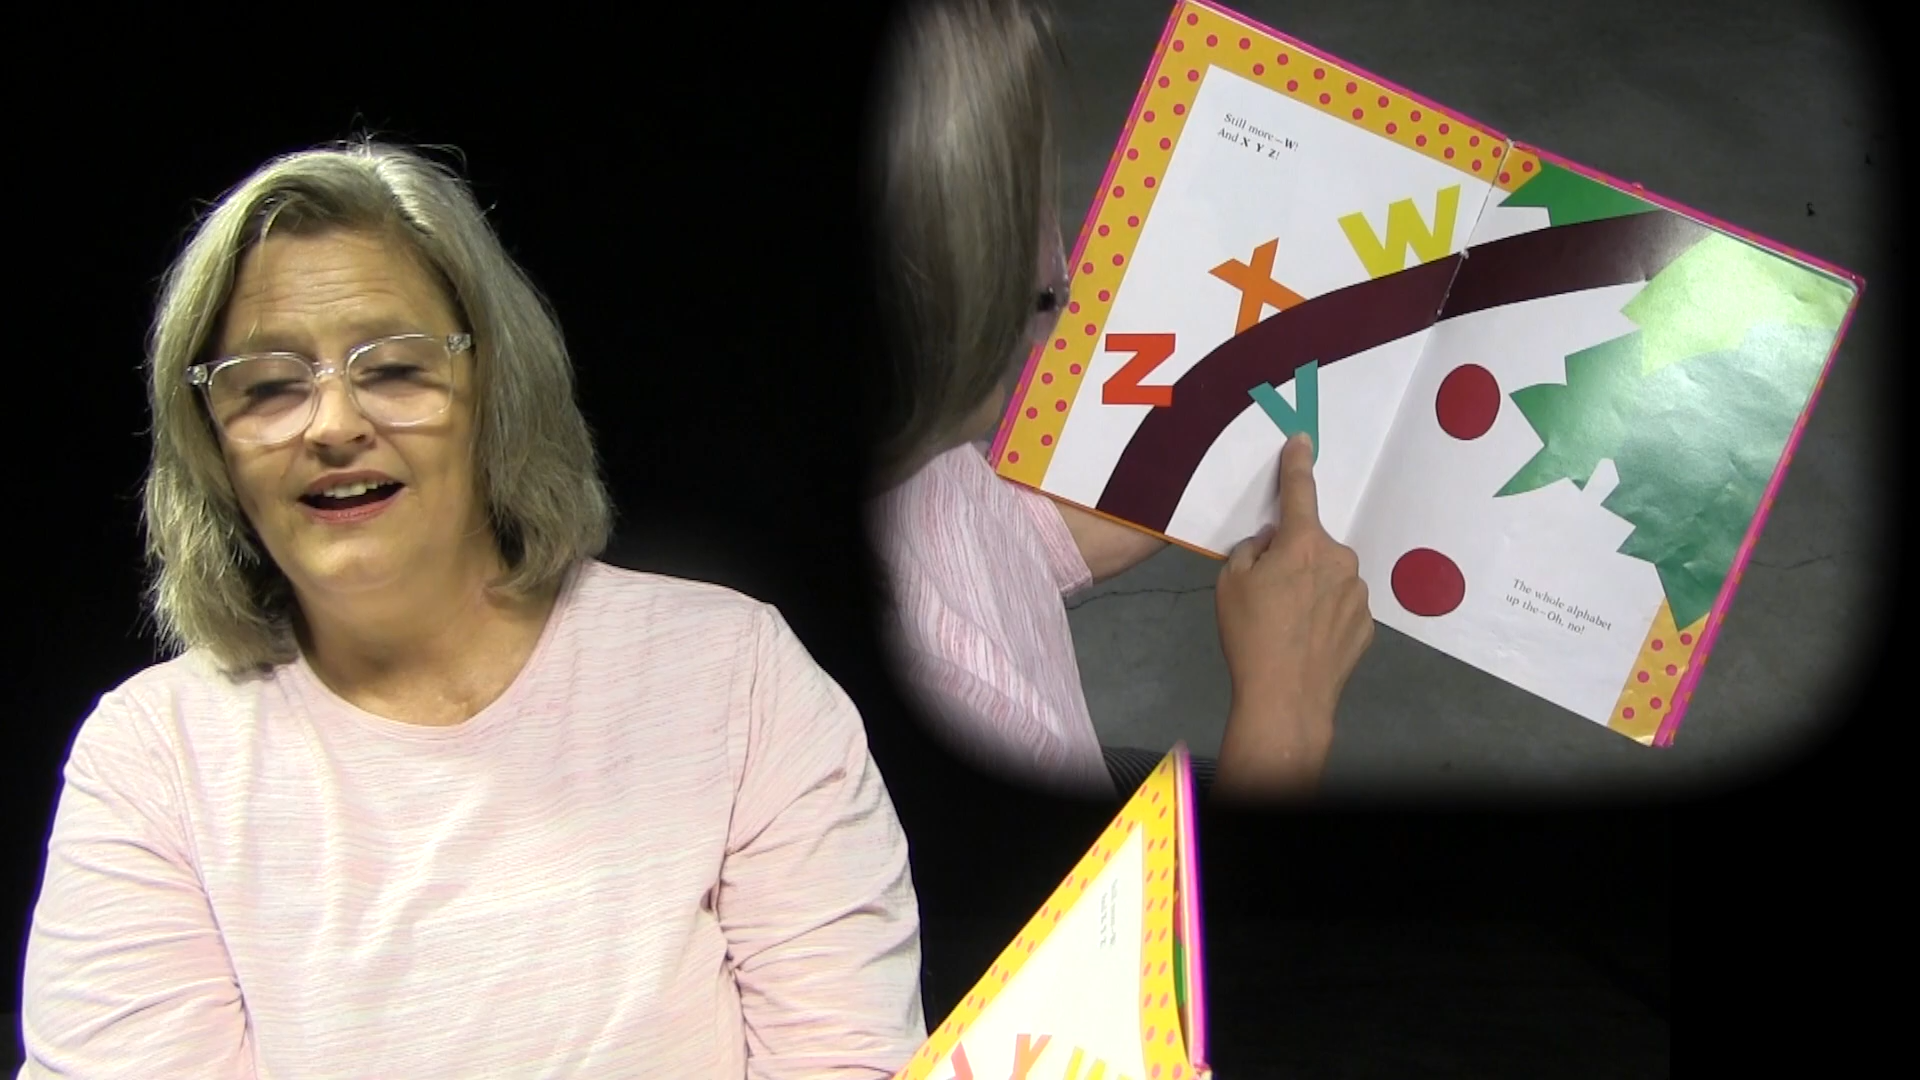 Still more—W!
And X Y Z!
W
X
Z
Y
The whole alphabet
up the—Oh, no!